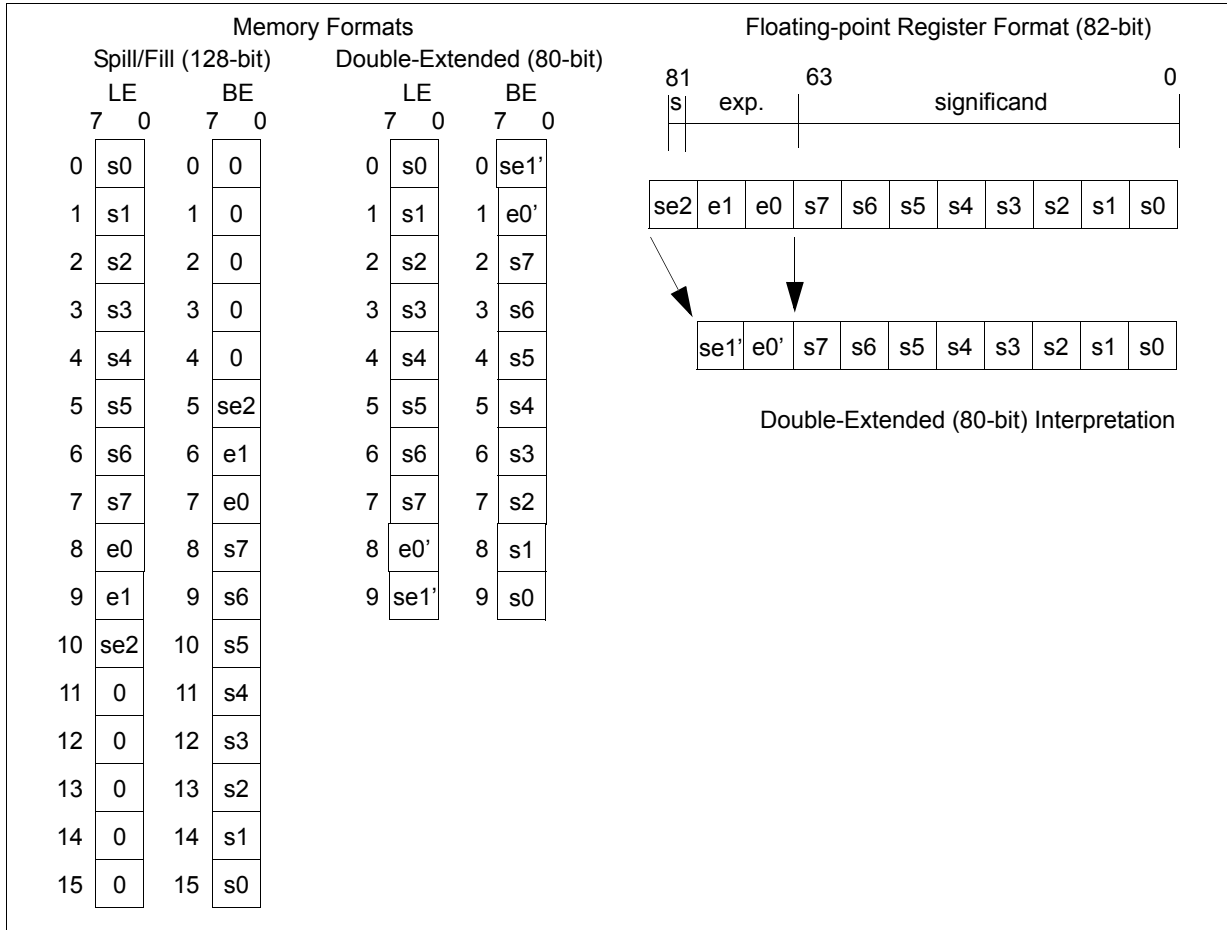 Memory Formats
Floating-point Register Format (82-bit)
Spill/Fill (128-bit) Double-Extended (80-bit)
LE BE LE BE
7 0 7 0 7 0 7 0
81 63 0
s exp. significand
0 s0 0 0 0 s0 0 se1'
1 s1 1 0 1 s1 1 e0'
2 s2 2 0 2 s2 2 s7
3 s3 3 0 3 s3 3 s6
4 s4 4 0 4 s4 4 s5
5 s5 5 se2 5 s5 5 s4
6 s6 6 e1 6 s6 6 s3
7 s7 7 e0 7 s7 7 s2
8 e0 8 s7 8 e0' 8 s1
9 e1 9 s6 9 se1' 9 s0
10 se2 10 s5
11 0 11 s4
12 0 12 s3
13 0 13 s2
14 0 14 s1
15 0 15 s0
se2 e1 e0 s7 s6 s5 s4 s3 s2 s1 s0
se1' e0' s7 s6 s5 s4 s3 s2 s1 s0
Double-Extended (80-bit) Interpretation